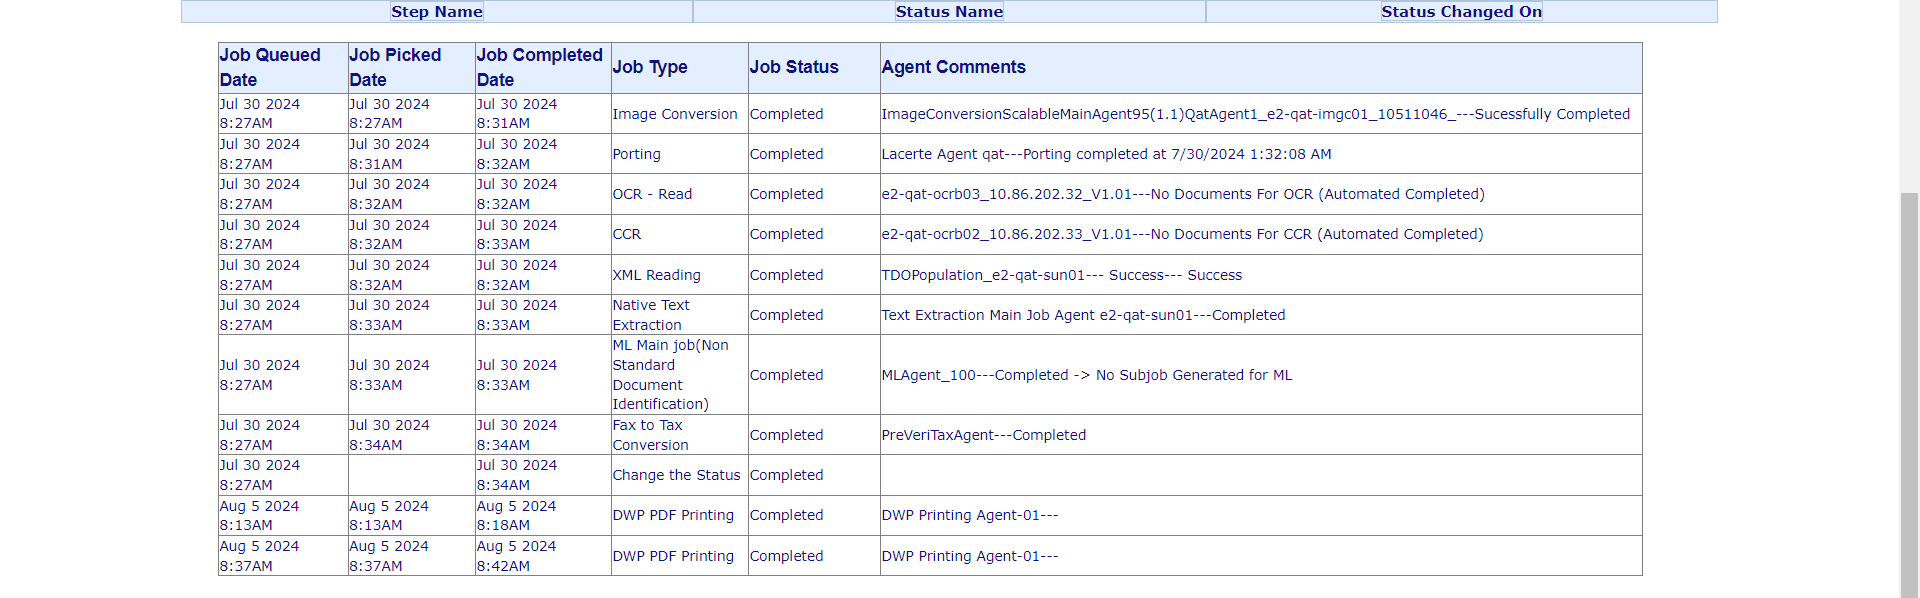 Step Name Status Name Status Changed On
Job Queued Date Job Picked Date Job Completed Date Job Type Job Status Agent Comments
Jul 30 2024 8:27AM Jul 30 2024 8:27AM Jul 30 2024 8:31AM Image Conversion Completed ImageConversionScalableMainAgent95(1.1)QatAgent1_e2-qat-imgc01_10511046_---Sucessfully Completed
Jul 30 2024 8:27AM Jul 30 2024 8:31AM Jul 30 2024 8:32AM Porting Completed Lacerte Agent qat---Porting completed at 7/30/2024 1:32:08 AM
Jul 30 2024 8:27AM Jul 30 2024 8:32AM Jul 30 2024 8:32AM OCR - Read Completed e2-qat-ocrb03_10.86.202.32_V1.01---No Documents For OCR (Automated Completed)
Jul 30 2024 8:27AM Jul 30 2024 8:32AM Jul 30 2024 8:33AM CCR Completed e2-qat-ocrb02_10.86.202.33_V1.01---No Documents For CCR (Automated Completed)
Jul 30 2024 8:27AM Jul 30 2024 8:32AM Jul 30 2024 8:32AM XML Reading Completed TDOPopulation_e2-qat-sun01--- Success--- Success
Jul 30 2024 8:27AM Jul 30 2024 8:33AM Jul 30 2024 8:33AM Native Text Extraction Completed Text Extraction Main Job Agent e2-qat-sun01---Completed
Jul 30 2024 8:27AM Jul 30 2024 8:33AM Jul 30 2024 8:33AM ML Main job(Non Standard Document Identification) Completed MLAgent_100---Completed -> No Subjob Generated for ML
Jul 30 2024 8:27AM Jul 30 2024 8:34AM Jul 30 2024 8:34AM Fax to Tax Conversion Completed PreVeriTaxAgent---Completed
Jul 30 2024 8:27AM Jul 30 2024 8:34AM Change the Status Completed
Aug 5 2024 8:13AM Aug 5 2024 8:13AM Aug 5 2024 8:18AM DWP PDF Printing Completed DWP Printing Agent-01---
Aug 5 2024 8:37AM Aug 5 2024 8:37AM Aug 5 2024 8:42AM DWP PDF Printing Completed DWP Printing Agent-01---